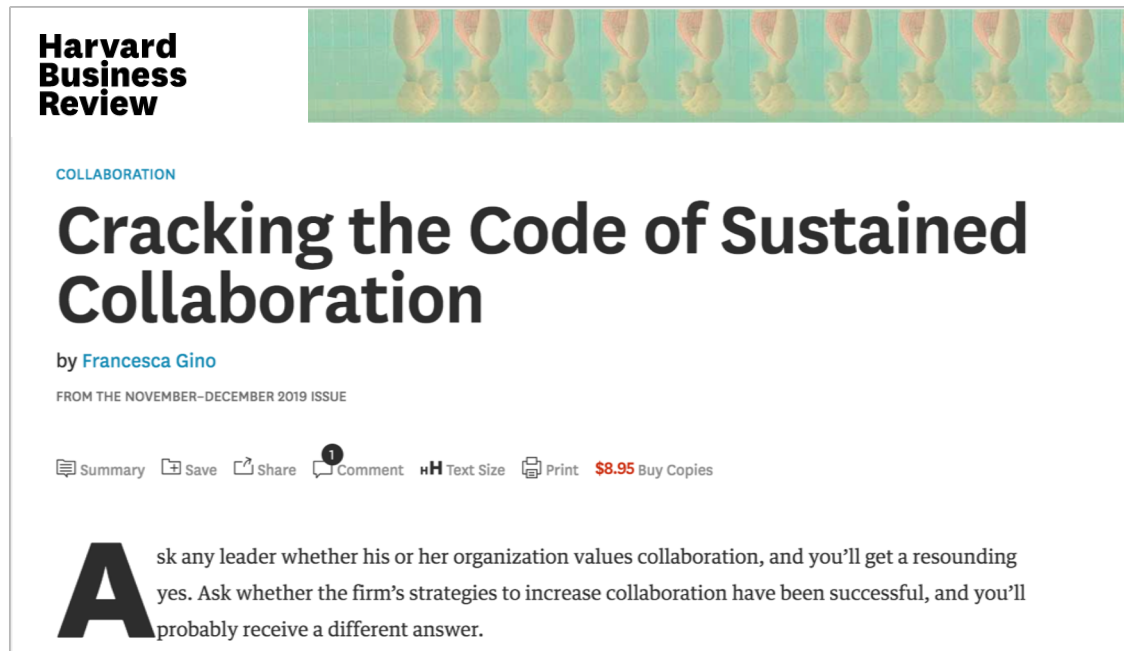 Harvard
Business
Review
COLLABORATION
Cracking the Code of Sustained
Collaboration
by Francesca Gino
FROM THE NOVEMBER–DECEMBER 2019 ISSUE
Summary Save Share 1 Comment HH Text Size Print $8.95 Buy Copies
Ask any leader whether his or her organization values collaboration, and you’ll get a resounding
yes. Ask whether the firm’s strategies to increase collaboration have been successful, and you’ll
probably receive a different answer.